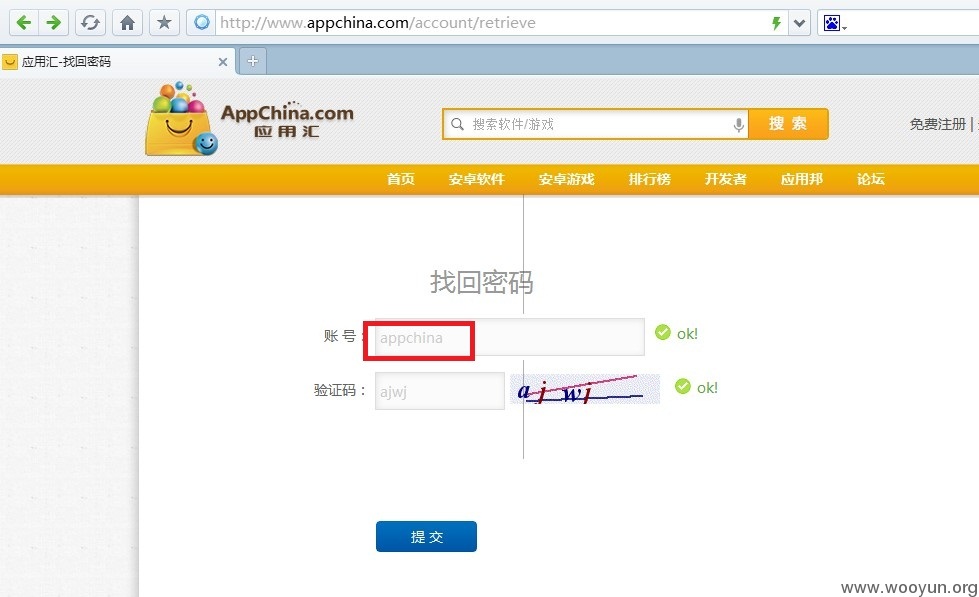 http://www.appchina.com/account/retrieve
应用汇-找回密码
AppChina.com
应用汇
搜索软件/游戏
搜 索
免费注册 |
首页 安卓软件 安卓游戏 排行榜 开发者 应用邦 论坛
找回密码
账 号： appchina ok!
验证码： ajwj ajwj ok!
提 交
www.wooyun.org